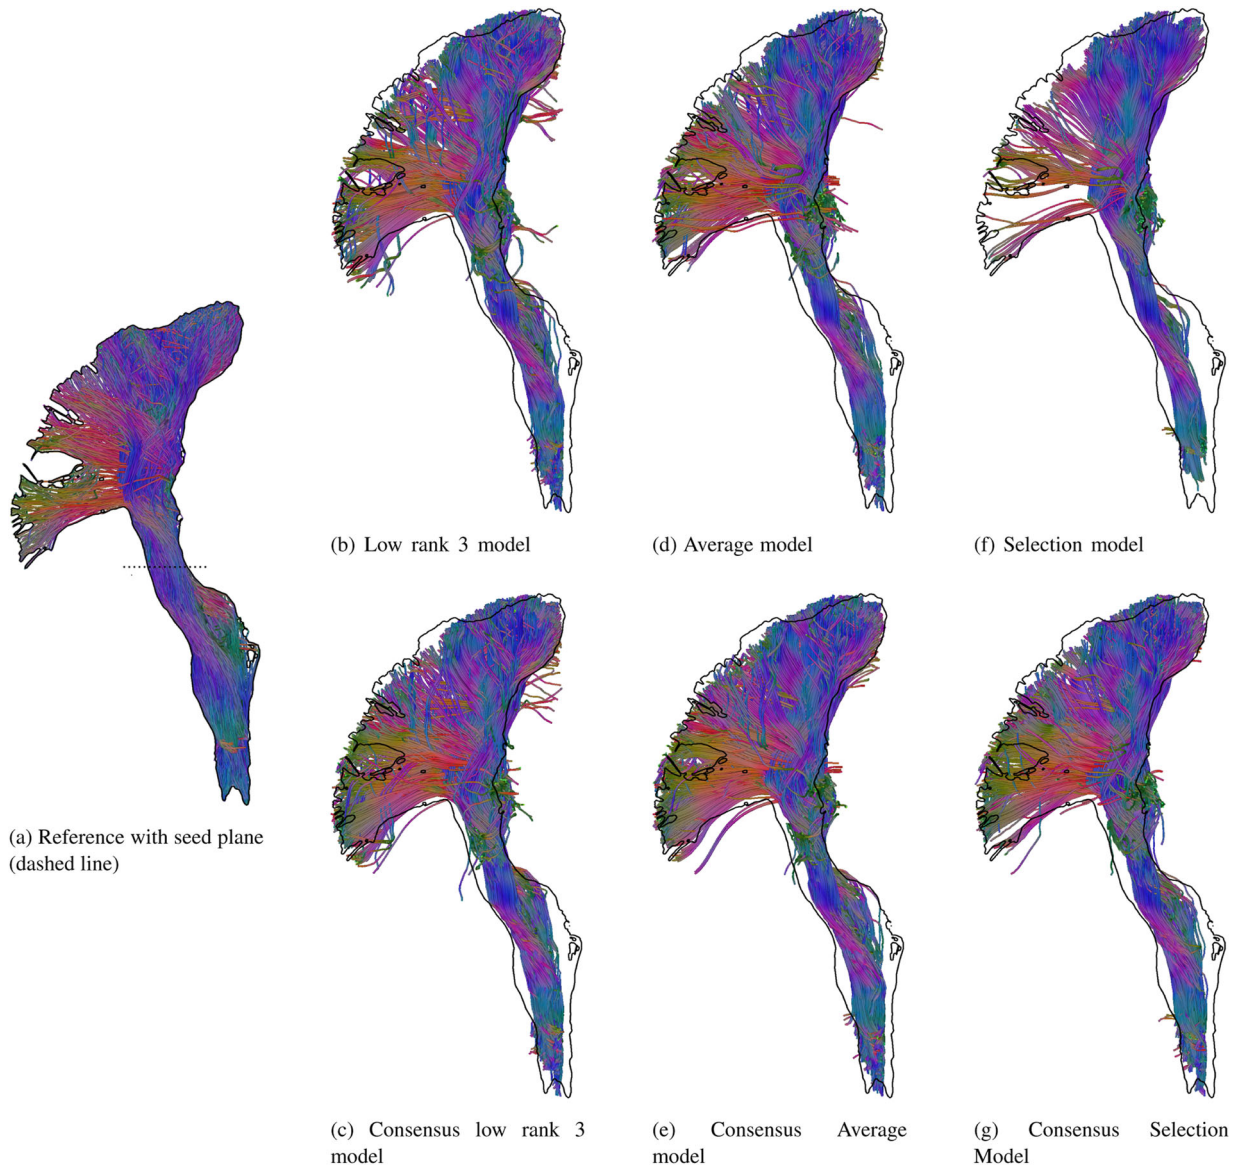 (a) Reference with seed plane
(dashed line)
(b) Low rank 3 model
(c) Consensus low rank 3
model
(d) Average model
(e) Consensus Average
model
(f) Selection model
(g) Consensus Selection
Model